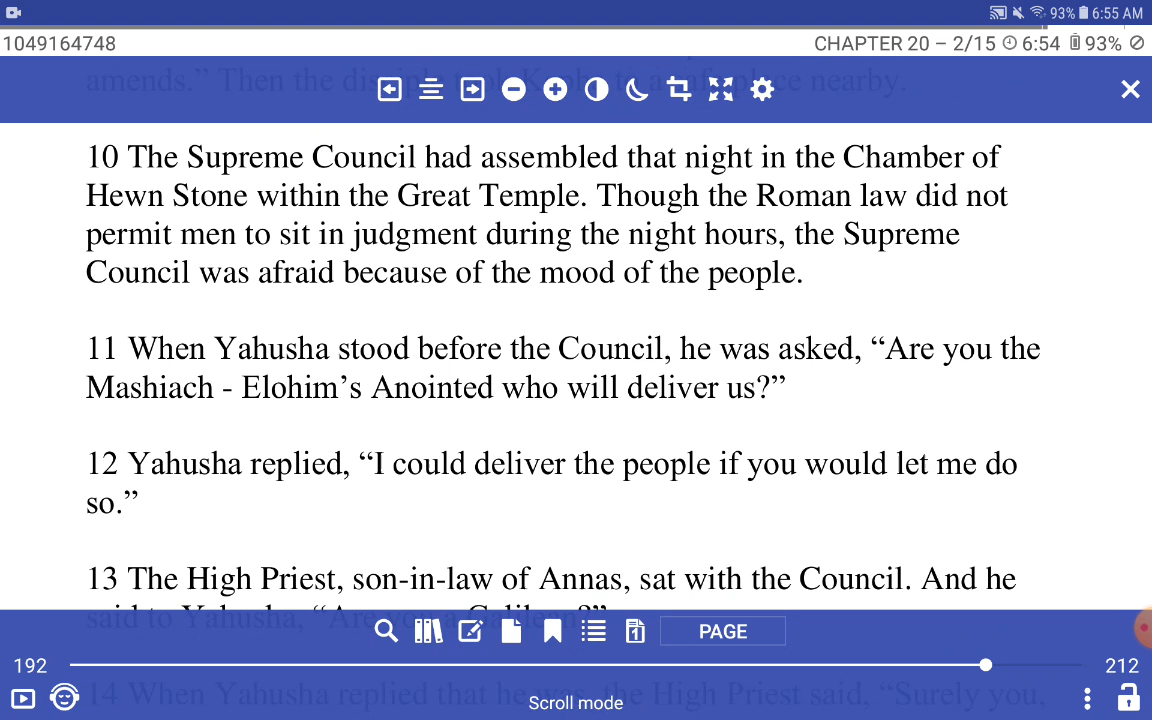 93% 6:55 AM
1049164748 CHAPTER 20 – 2/15 6:54 93%
amends.” Then the disciple took Kepha to a safe place nearby.
10 The Supreme Council had assembled that night in the Chamber of
Hewn Stone within the Great Temple. Though the Roman law did not
permit men to sit in judgment during the night hours, the Supreme
Council was afraid because of the mood of the people.
11 When Yahusha stood before the Council, he was asked, “Are you the
Mashiach - Elohim’s Anointed who will deliver us?”
12 Yahusha replied, “I could deliver the people if you would let me do
so.”
13 The High Priest, son-in-law of Annas, sat with the Council. And he
said to Yahusha, “Are you a Galilean?”
1 PAGE
192 212
14 When Yahusha replied that he was, the High Priest said, “Surely you,
Scroll mode